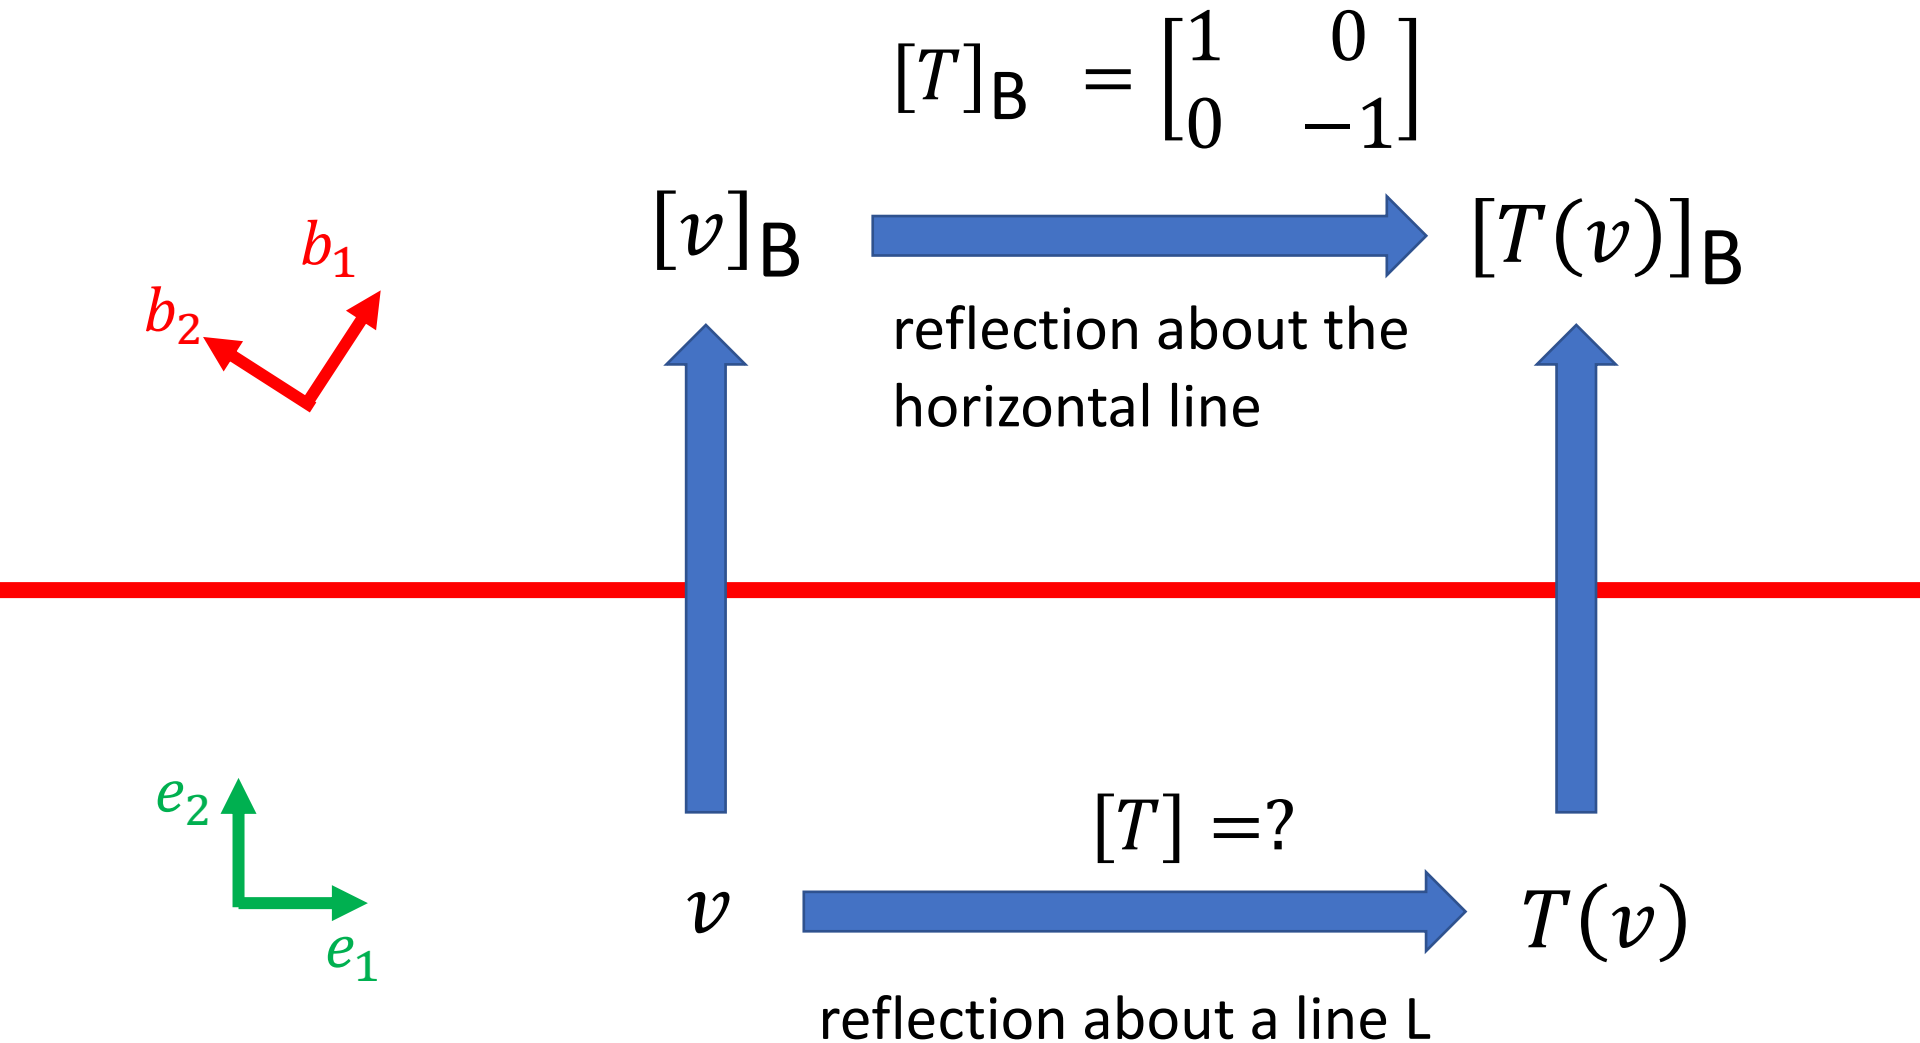 [T]B = [1 0
0 −1]
[v]B
[T(v)]B
b1
b2
reflection about the
horizontal line
e2
e1
[T] =?
v
T(v)
reflection about a line L